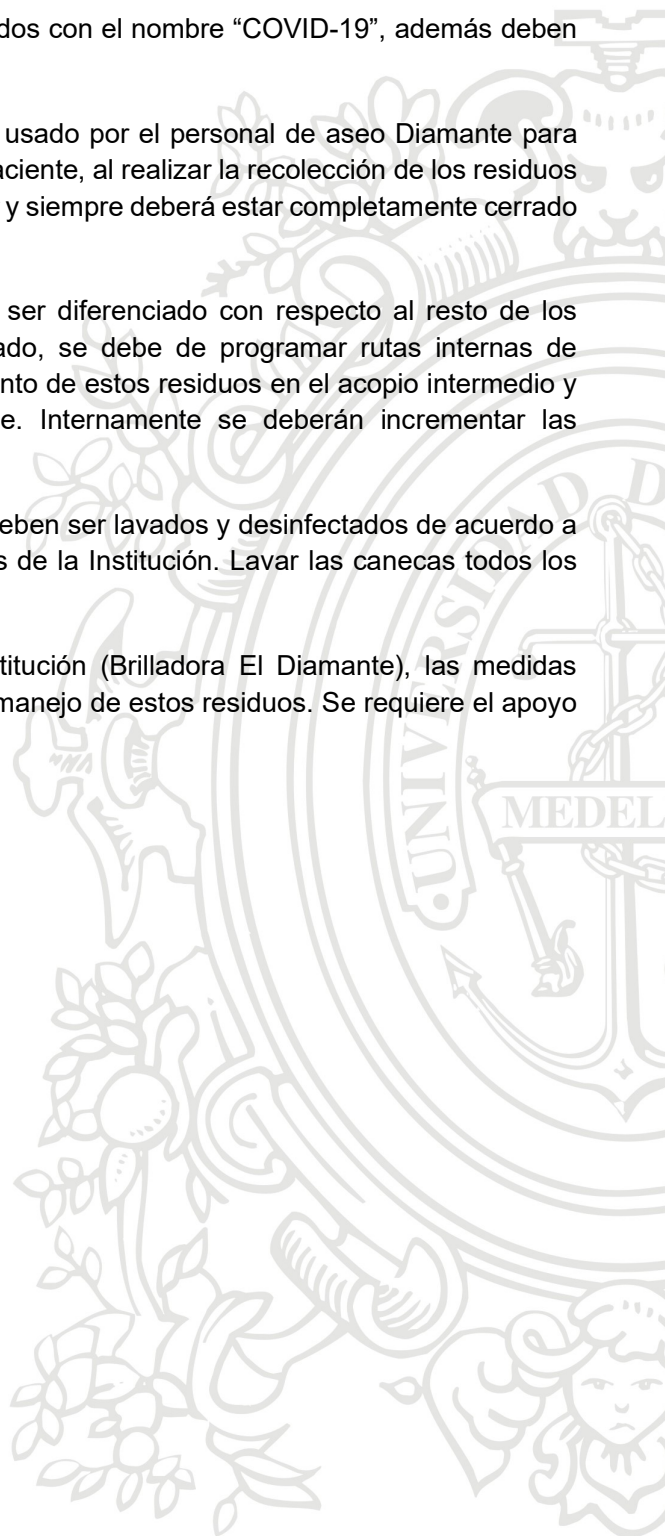 dos con el nombre “COVID-19”, además deben
usado por el personal de aseo Diamante para
aciente, al realizar la recolección de los residuos
y siempre deberá estar completamente cerrado
ser diferenciado con respecto al resto de los
ado, se debe de programar rutas internas de
nto de estos residuos en el acopio intermedio y
e. Internamente se deberán incrementar las
eben ser lavados y desinfectados de acuerdo a
s de la Institución. Lavar las canecas todos los
titución (Brilladora El Diamante), las medidas
manejo de estos residuos. Se requiere el apoyo
UNIVERSIDAD D
MEDEL